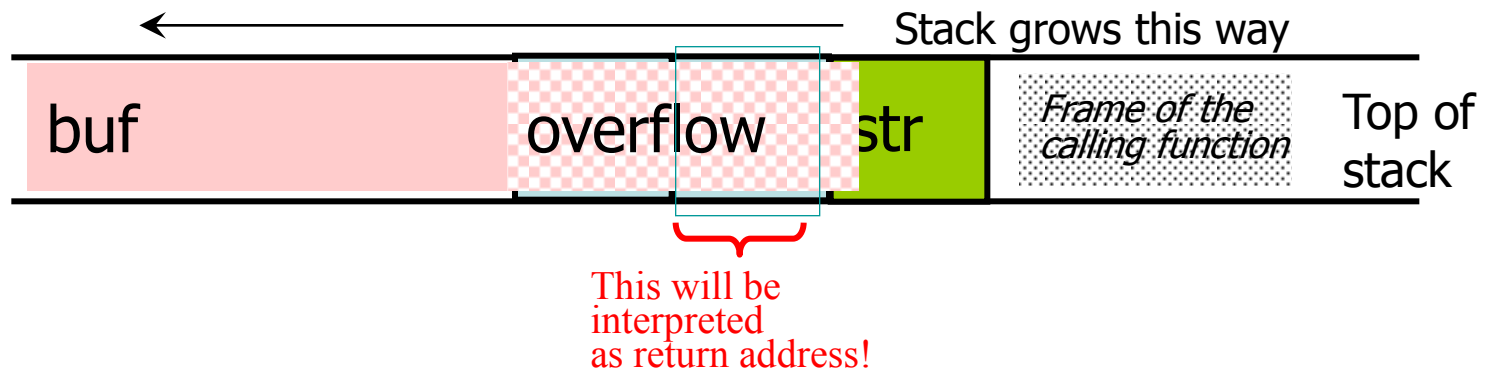 Stack grows this way
buf
overflow
str
Frame of the
calling function
Top of
stack
This will be
interpreted
as return address!